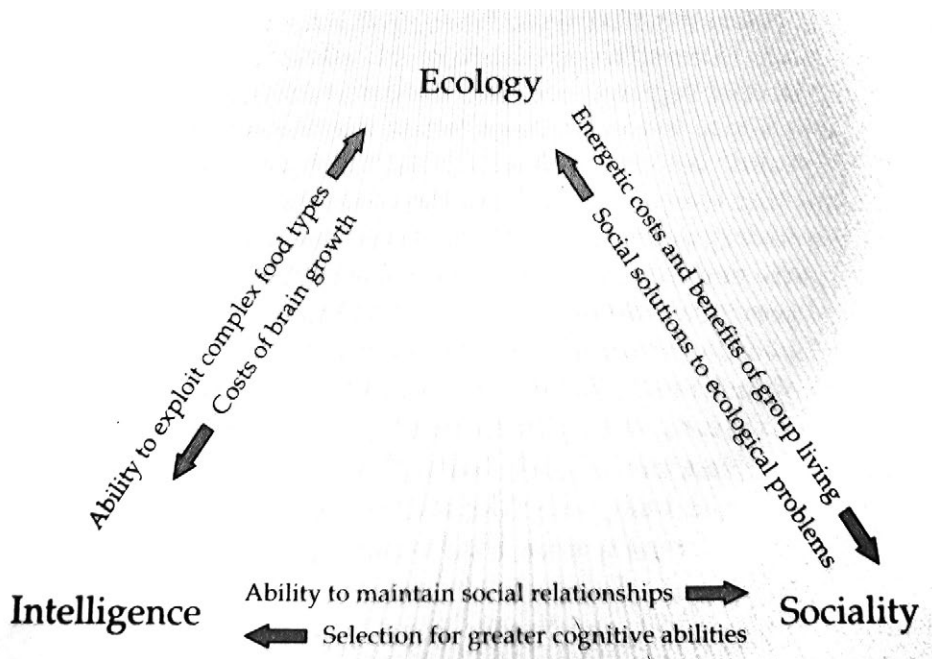 Ecology
Ability to exploit complex food types
Costs of brain growth
Energetic costs and benefits of group living
Social solutions to ecological problems
Intelligence
Ability to maintain social relationships
Sociality
Selection for greater cognitive abilities